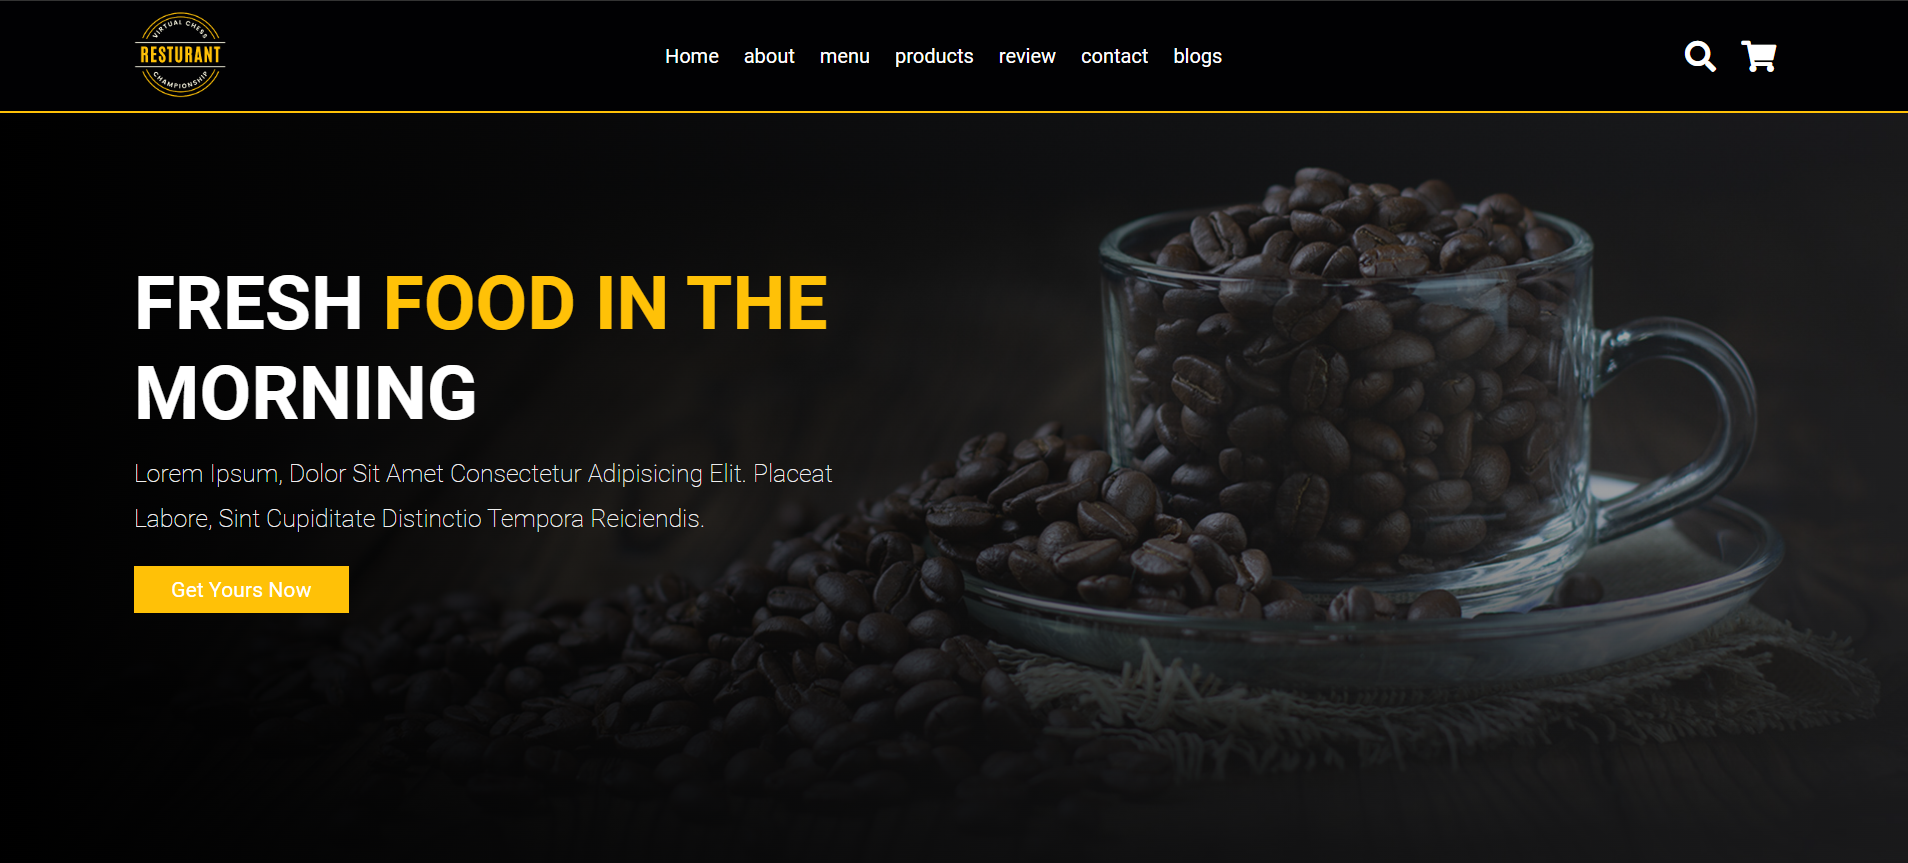 VIRTUAL CHESS
RESTURANT
CHAMPIONSHIP
Home about menu products review contact blogs
FRESH FOOD IN THE
MORNING
Lorem Ipsum, Dolor Sit Amet Consectetur Adipisicing Elit. Placeat
Labore, Sint Cupiditate Distinctio Tempora Reiciendis.
Get Yours Now